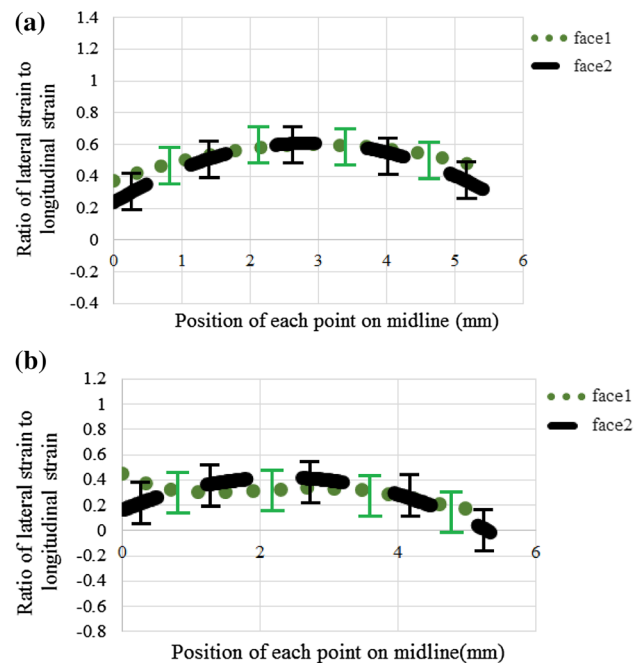 (a)
1.4
1.2
1
0.8
0.6
0.4
0.2
0
-0.2
-0.4
0 1 2 3 4 5 6
Ratio of lateral strain to
longitudinal strain
Position of each point on midline (mm)
face1
face2
(b)
1.2
1
0.8
0.6
0.4
0.2
0
-0.2
-0.4
-0.6
-0.8
0 2 4 6
Ratio of lateral strain to
longitudinal strain
Position of each point on midline(mm)
face1
face2